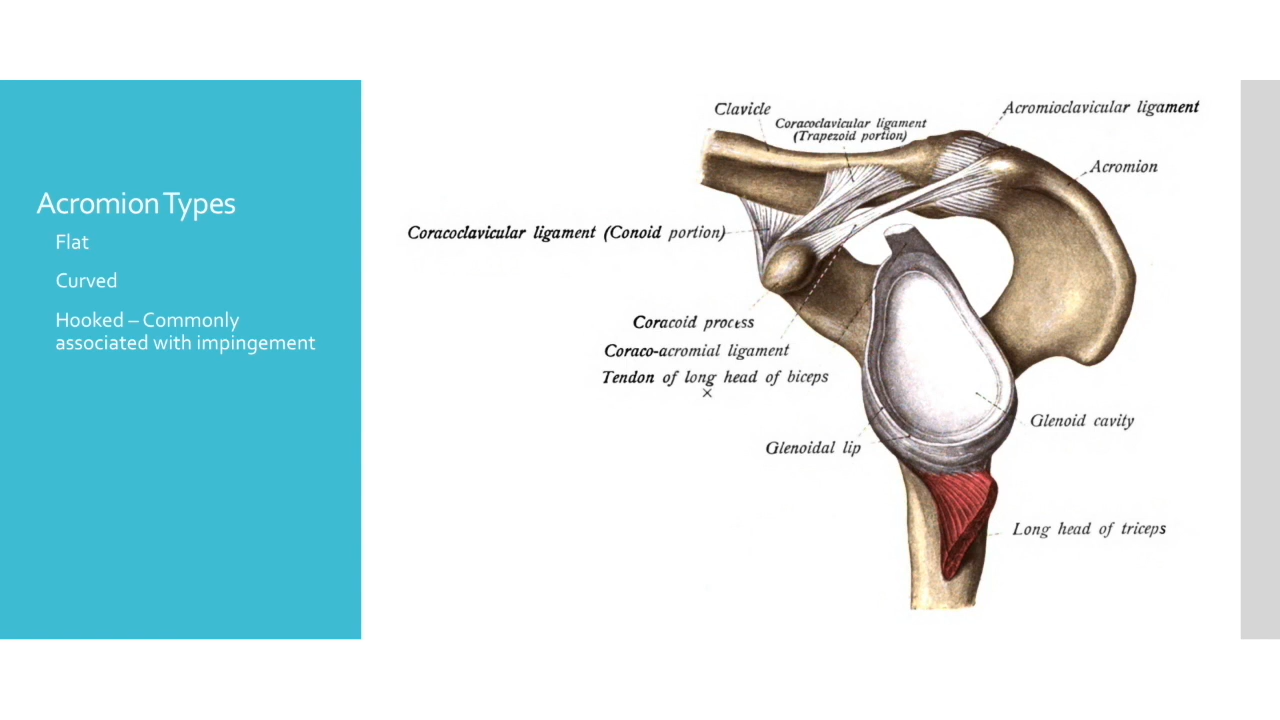 Acromion Types
Flat
Curved
Hooked – Commonly
associated with impingement
Clavicle
Coracoclavicular ligament
(Trapezoid portion)
Acromioclavicular ligament
Acromion
Coracoclavicular ligament (Conoid portion)
Coracoid process
Coraco-acromial ligament
Tendon of long head of biceps
×
Glenoid cavity
Glenoidal lip
Long head of triceps